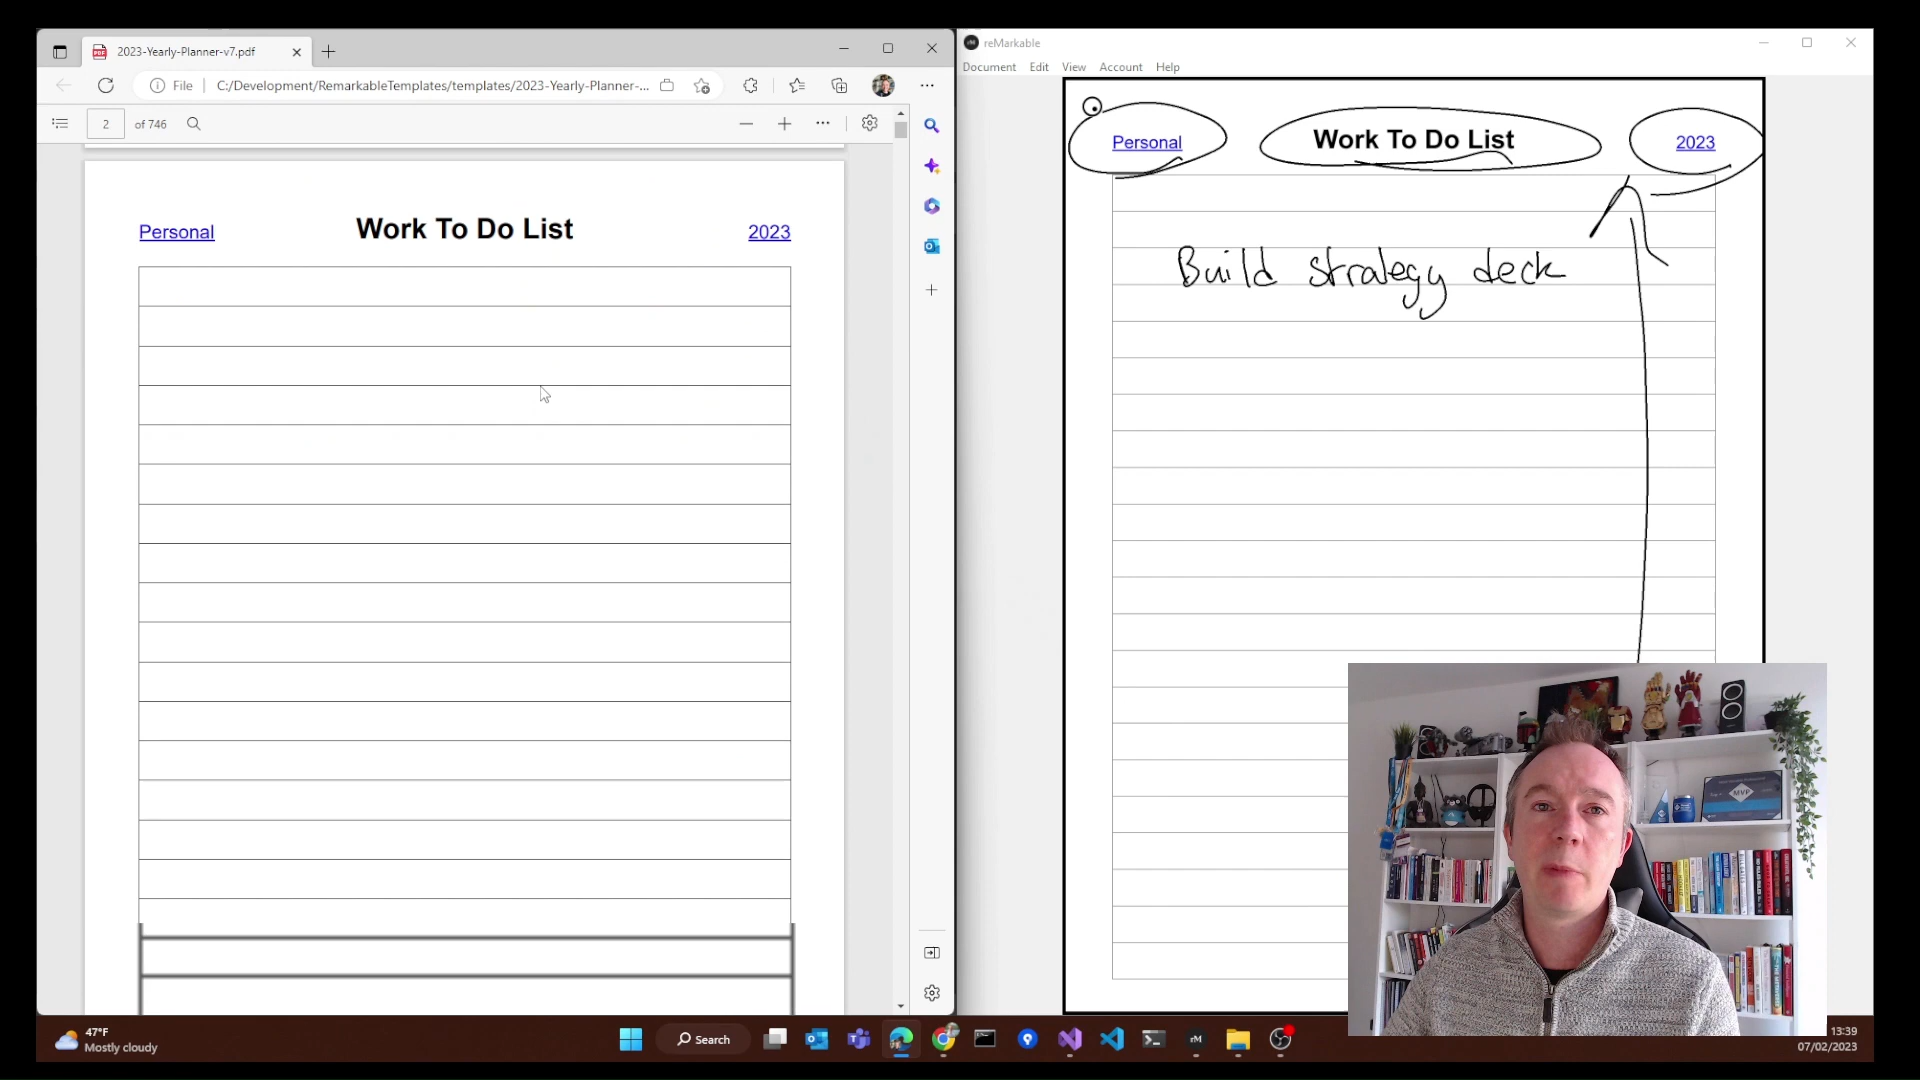 2023-Yearly-Planner-v7.pdf
File
C:/Development/RemarkableTemplates/templates/2023-Yearly-Planner-...
2 of 746
Personal
Work To Do List
2023
reMarkable
Document Edit View Account Help
Personal
Work To Do List
2023
Build strategy deck
MVP
47°F
Mostly cloudy
Search
rM
13:39
07/02/2023